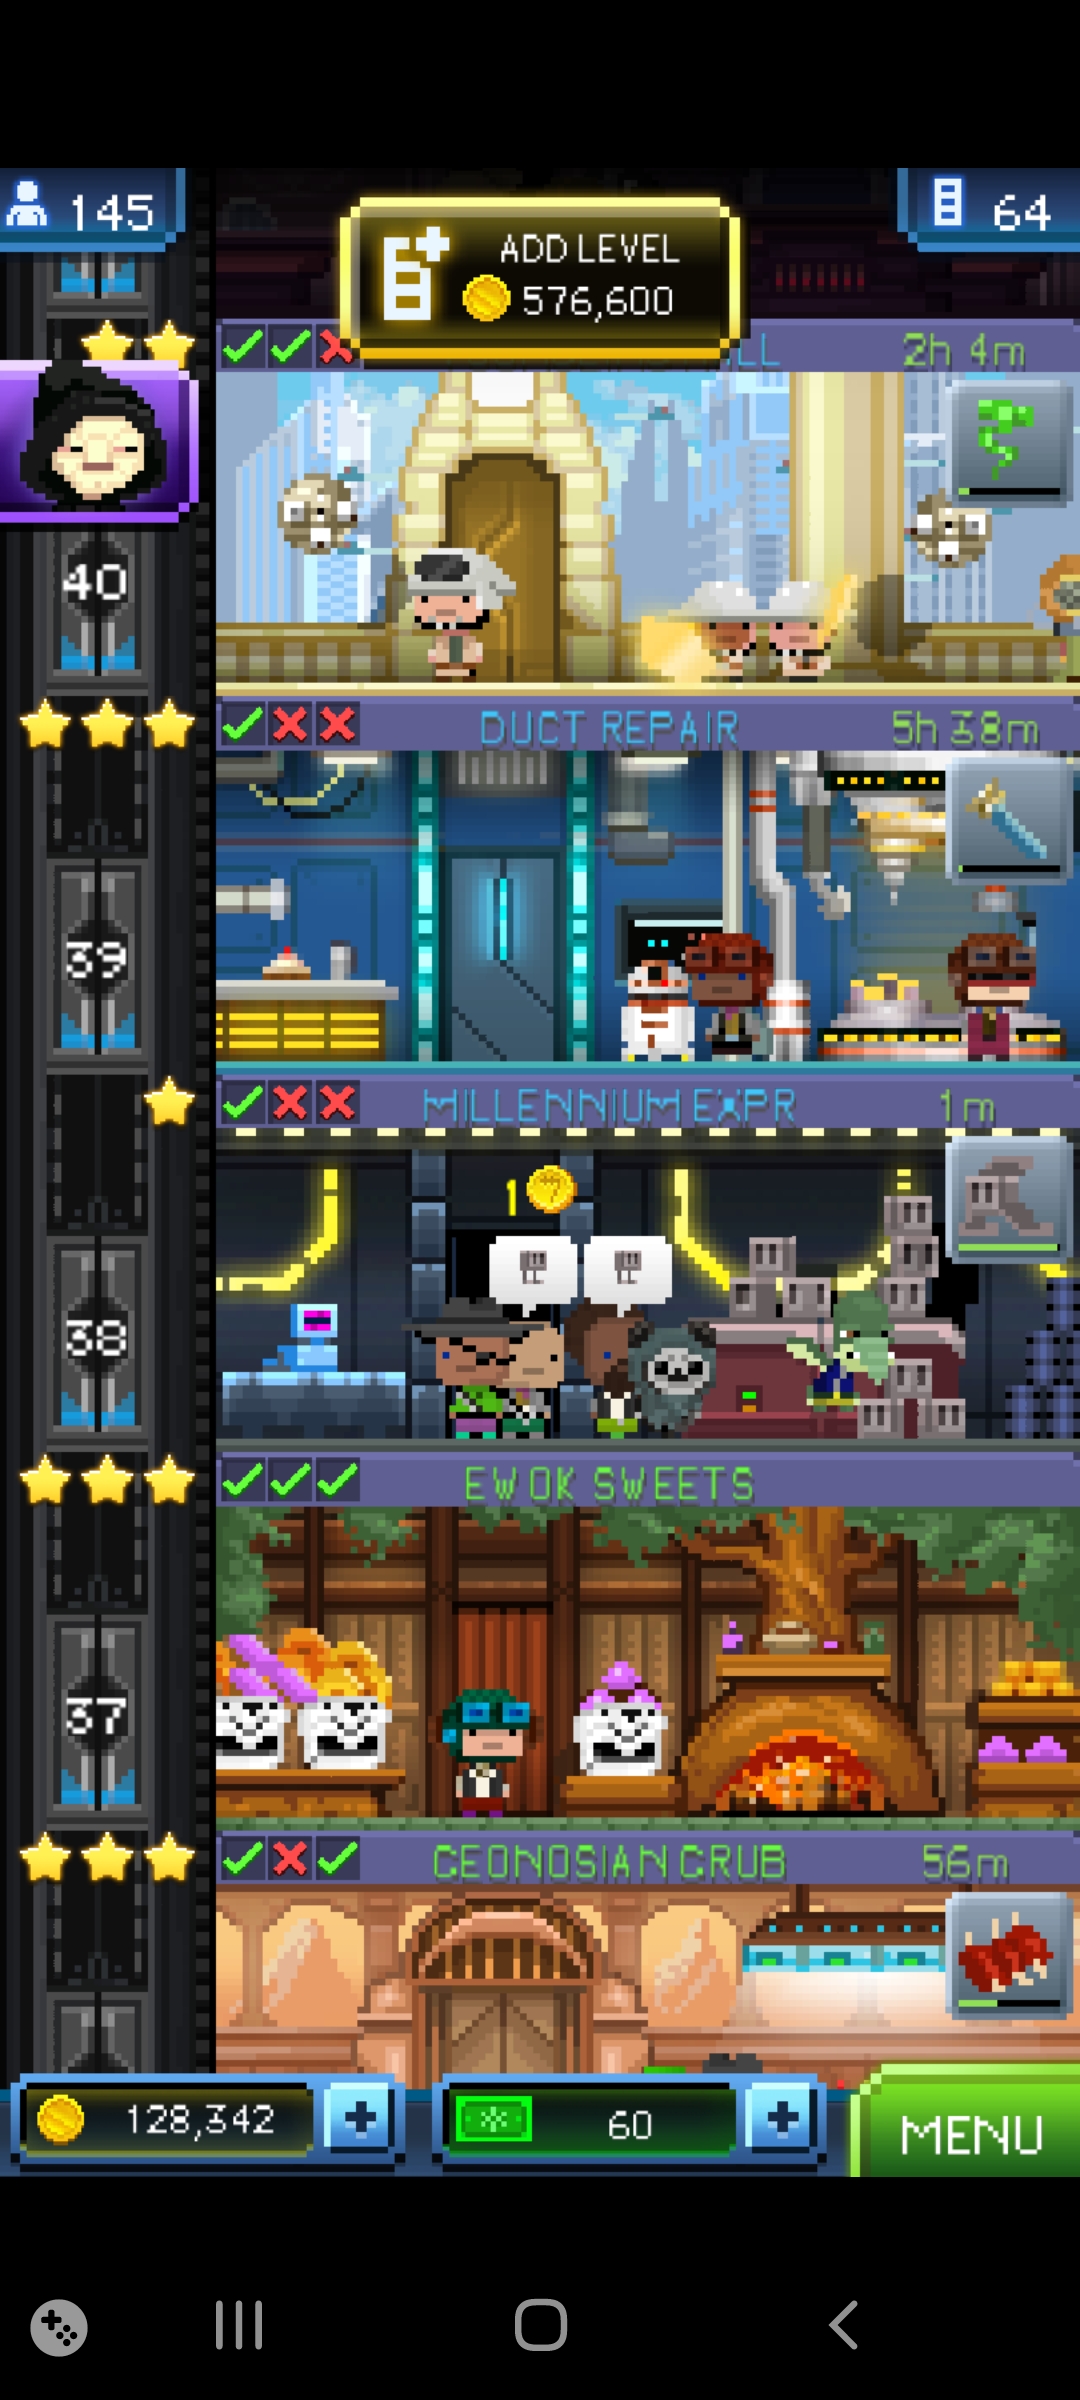 145
ADD LEVEL
576,600
64
LL
2h 4m
40
DUCT REPAIR
5h 38m
39
MILLENNIUM EXPR
1m
1
38
EWOK SWEETS
37
GEONOSIAN GRUB
56m
128,342
60
MENU